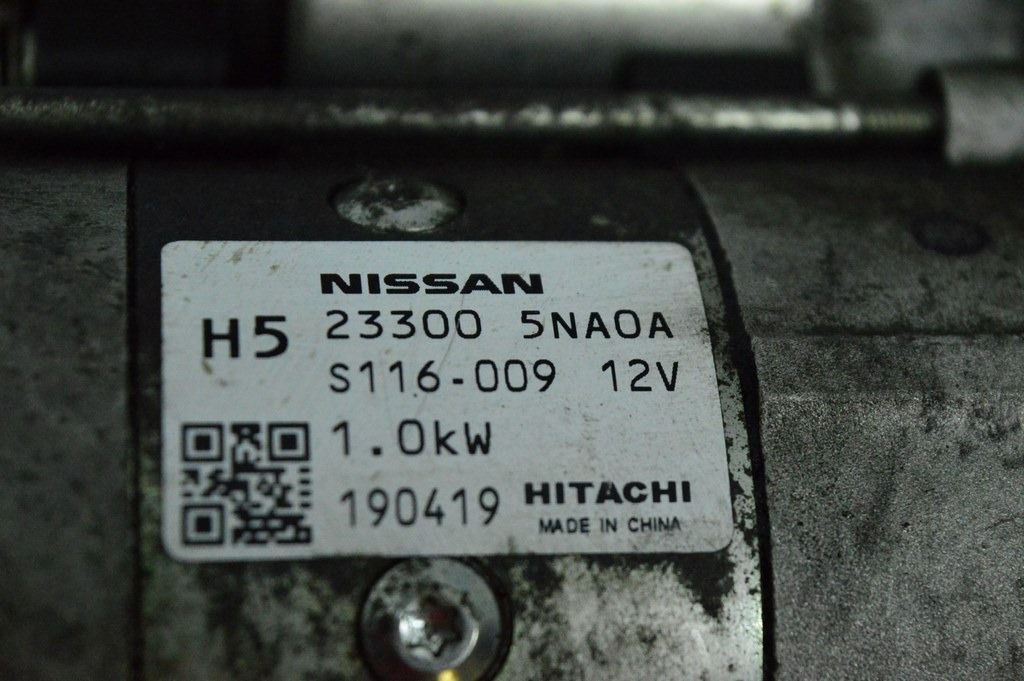 NISSAN
H5 23300 5NA0A
S116-009 12V
1.0kW
190419 HITACHI
MADE IN CHINA